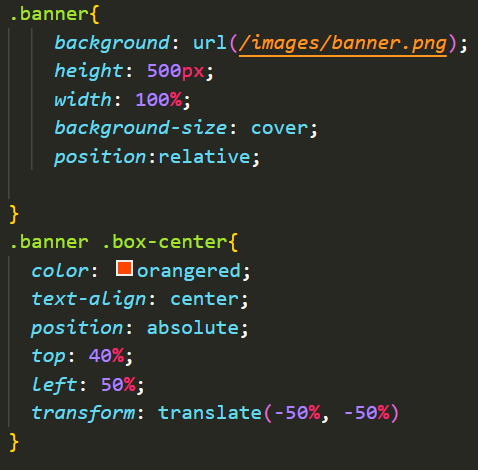 .banner{
background: url(/images/banner.png);
height: 500px;
width: 100%;
background-size: cover;
position:relative;
}
.banner .box-center{
color: orangered;
text-align: center;
position: absolute;
top: 40%;
left: 50%;
transform: translate(-50%, -50%)
}